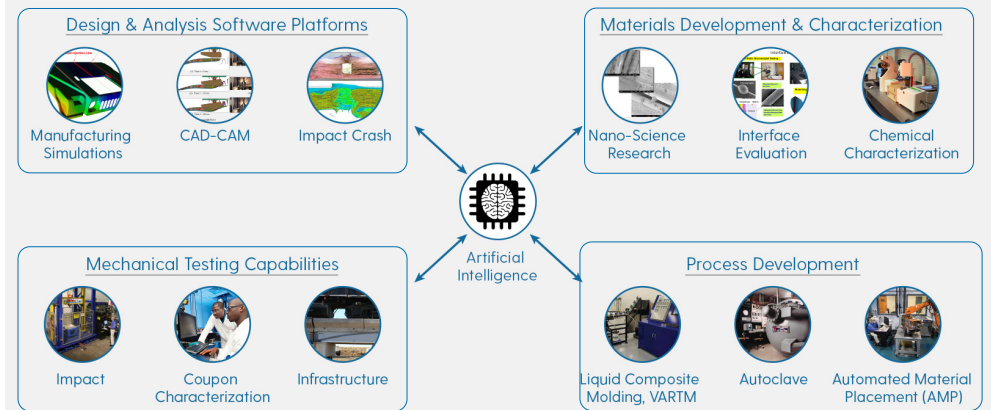 Design & Analysis Software Platforms
Manufacturing
Simulations
CAD-CAM
Impact Crash
Materials Development & Characterization
Nano-Science
Research
Interface
Evaluation
Chemical
Characterization
Artificial
Intelligence
Mechanical Testing Capabilities
Impact
Coupon
Characterization
Infrastructure
Process Development
Liquid Composite
Molding, VARTM
Autoclave
Automated Material
Placement (AMP)